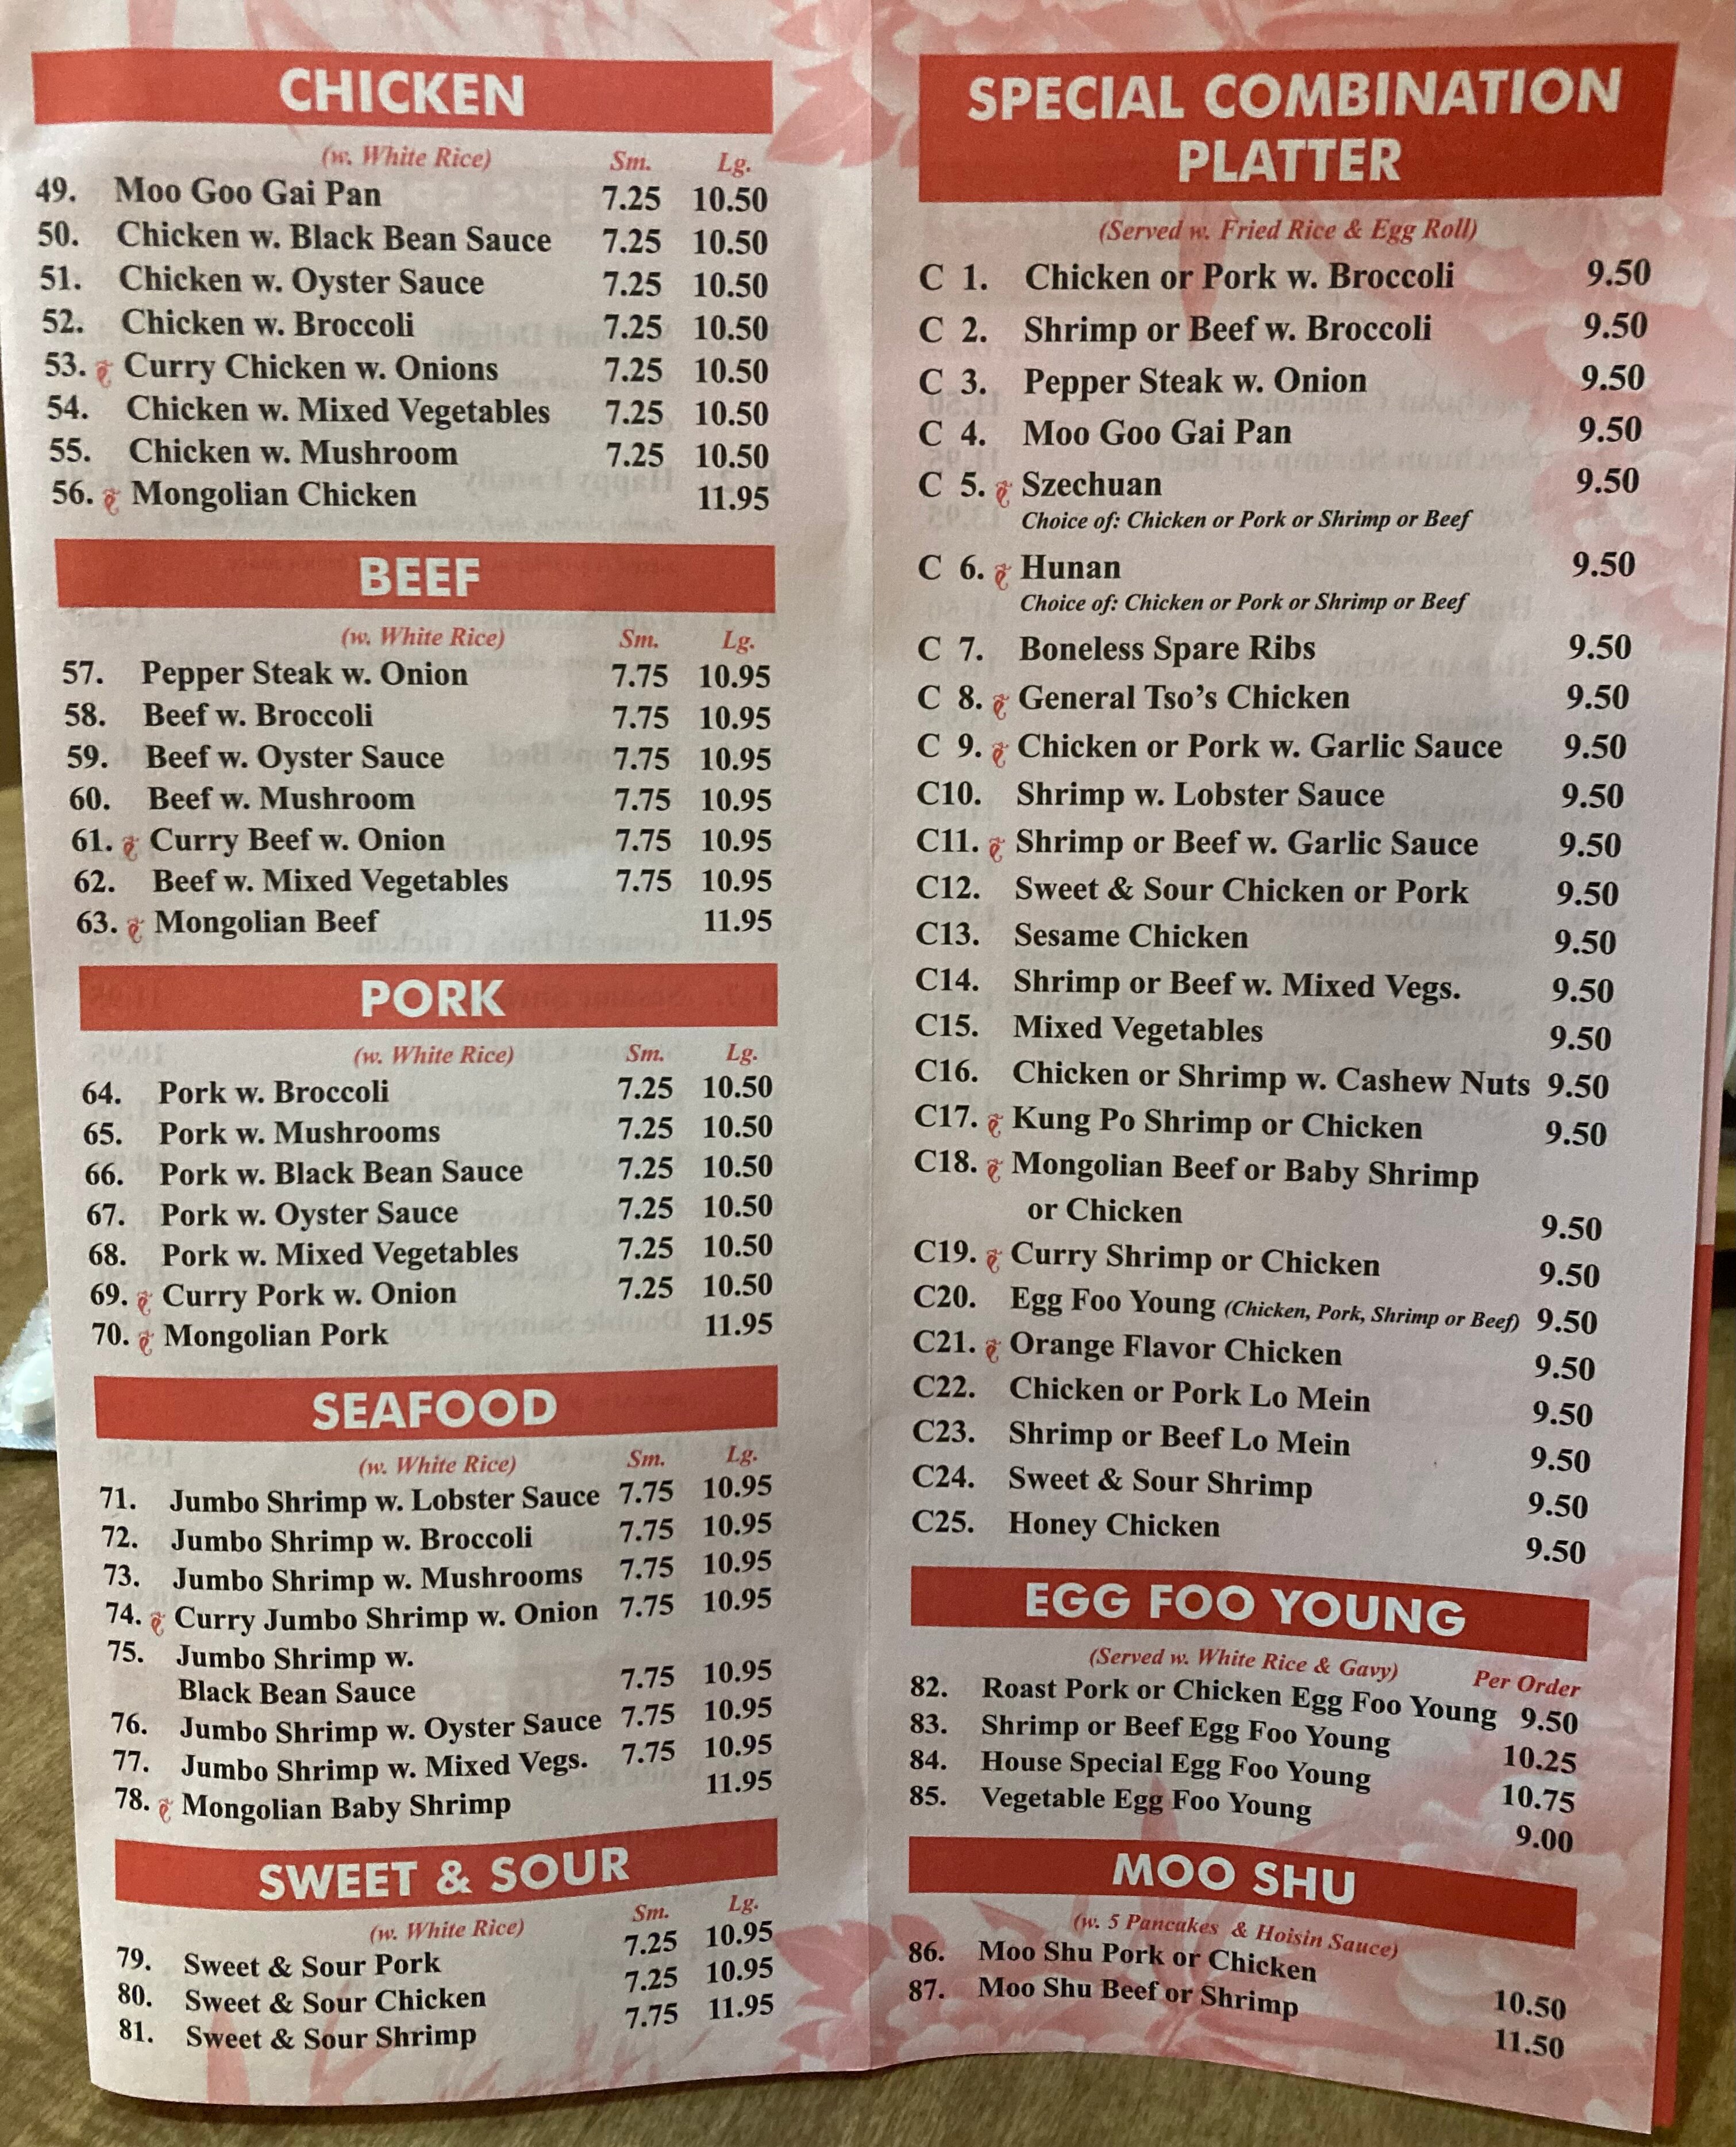 CHICKEN
(w. White Rice) Sm. Lg.
49. Moo Goo Gai Pan 7.25 10.50
50. Chicken w. Black Bean Sauce 7.25 10.50
51. Chicken w. Oyster Sauce 7.25 10.50
52. Chicken w. Broccoli 7.25 10.50
53. Curry Chicken w. Onions 7.25 10.50
54. Chicken w. Mixed Vegetables 7.25 10.50
55. Chicken w. Mushroom 7.25 10.50
56. Mongolian Chicken 11.95
BEEF
(w. White Rice) Sm. Lg.
57. Pepper Steak w. Onion 7.75 10.95
58. Beef w. Broccoli 7.75 10.95
59. Beef w. Oyster Sauce 7.75 10.95
60. Beef w. Mushroom 7.75 10.95
61. Curry Beef w. Onion 7.75 10.95
62. Beef w. Mixed Vegetables 7.75 10.95
63. Mongolian Beef 11.95
PORK
(w. White Rice) Sm. Lg.
64. Pork w. Broccoli 7.25 10.50
65. Pork w. Mushrooms 7.25 10.50
66. Pork w. Black Bean Sauce 7.25 10.50
67. Pork w. Oyster Sauce 7.25 10.50
68. Pork w. Mixed Vegetables 7.25 10.50
69. Curry Pork w. Onion 7.25 10.50
70. Mongolian Pork 11.95
SEAFOOD
(w. White Rice) Sm. Lg.
71. Jumbo Shrimp w. Lobster Sauce 7.75 10.95
72. Jumbo Shrimp w. Broccoli 7.75 10.95
73. Jumbo Shrimp w. Mushrooms 7.75 10.95
74. Curry Jumbo Shrimp w. Onion 7.75 10.95
75. Jumbo Shrimp w.
Black Bean Sauce 7.75 10.95
76. Jumbo Shrimp w. Oyster Sauce 7.75 10.95
77. Jumbo Shrimp w. Mixed Vegs. 7.75 10.95
78. Mongolian Baby Shrimp 11.95
SWEET & SOUR
(w. White Rice) Sm. Lg.
79. Sweet & Sour Pork 7.25 10.95
80. Sweet & Sour Chicken 7.25 10.95
81. Sweet & Sour Shrimp 7.75 11.95
SPECIAL COMBINATION
PLATTER
(Served w. Fried Rice & Egg Roll)
C 1. Chicken or Pork w. Broccoli 9.50
C 2. Shrimp or Beef w. Broccoli 9.50
C 3. Pepper Steak w. Onion 9.50
C 4. Moo Goo Gai Pan 9.50
C 5. Szechuan 9.50
Choice of: Chicken or Pork or Shrimp or Beef
C 6. Hunan 9.50
Choice of: Chicken or Pork or Shrimp or Beef
C 7. Boneless Spare Ribs 9.50
C 8. General Tso's Chicken 9.50
C 9. Chicken or Pork w. Garlic Sauce 9.50
C10. Shrimp w. Lobster Sauce 9.50
C11. Shrimp or Beef w. Garlic Sauce 9.50
C12. Sweet & Sour Chicken or Pork 9.50
C13. Sesame Chicken 9.50
C14. Shrimp or Beef w. Mixed Vegs. 9.50
C15. Mixed Vegetables 9.50
C16. Chicken or Shrimp w. Cashew Nuts 9.50
C17. Kung Po Shrimp or Chicken 9.50
C18. Mongolian Beef or Baby Shrimp
or Chicken 9.50
C19. Curry Shrimp or Chicken 9.50
C20. Egg Foo Young (Chicken, Pork, Shrimp or Beef) 9.50
C21. Orange Flavor Chicken 9.50
C22. Chicken or Pork Lo Mein 9.50
C23. Shrimp or Beef Lo Mein 9.50
C24. Sweet & Sour Shrimp 9.50
C25. Honey Chicken 9.50
EGG FOO YOUNG
(Served w. White Rice & Gavy) Per Order
82. Roast Pork or Chicken Egg Foo Young 9.50
83. Shrimp or Beef Egg Foo Young 10.25
84. House Special Egg Foo Young 10.75
85. Vegetable Egg Foo Young 9.00
MOO SHU
(w. 5 Pancakes & Hoisin Sauce)
86. Moo Shu Pork or Chicken 10.50
87. Moo Shu Beef or Shrimp 11.50